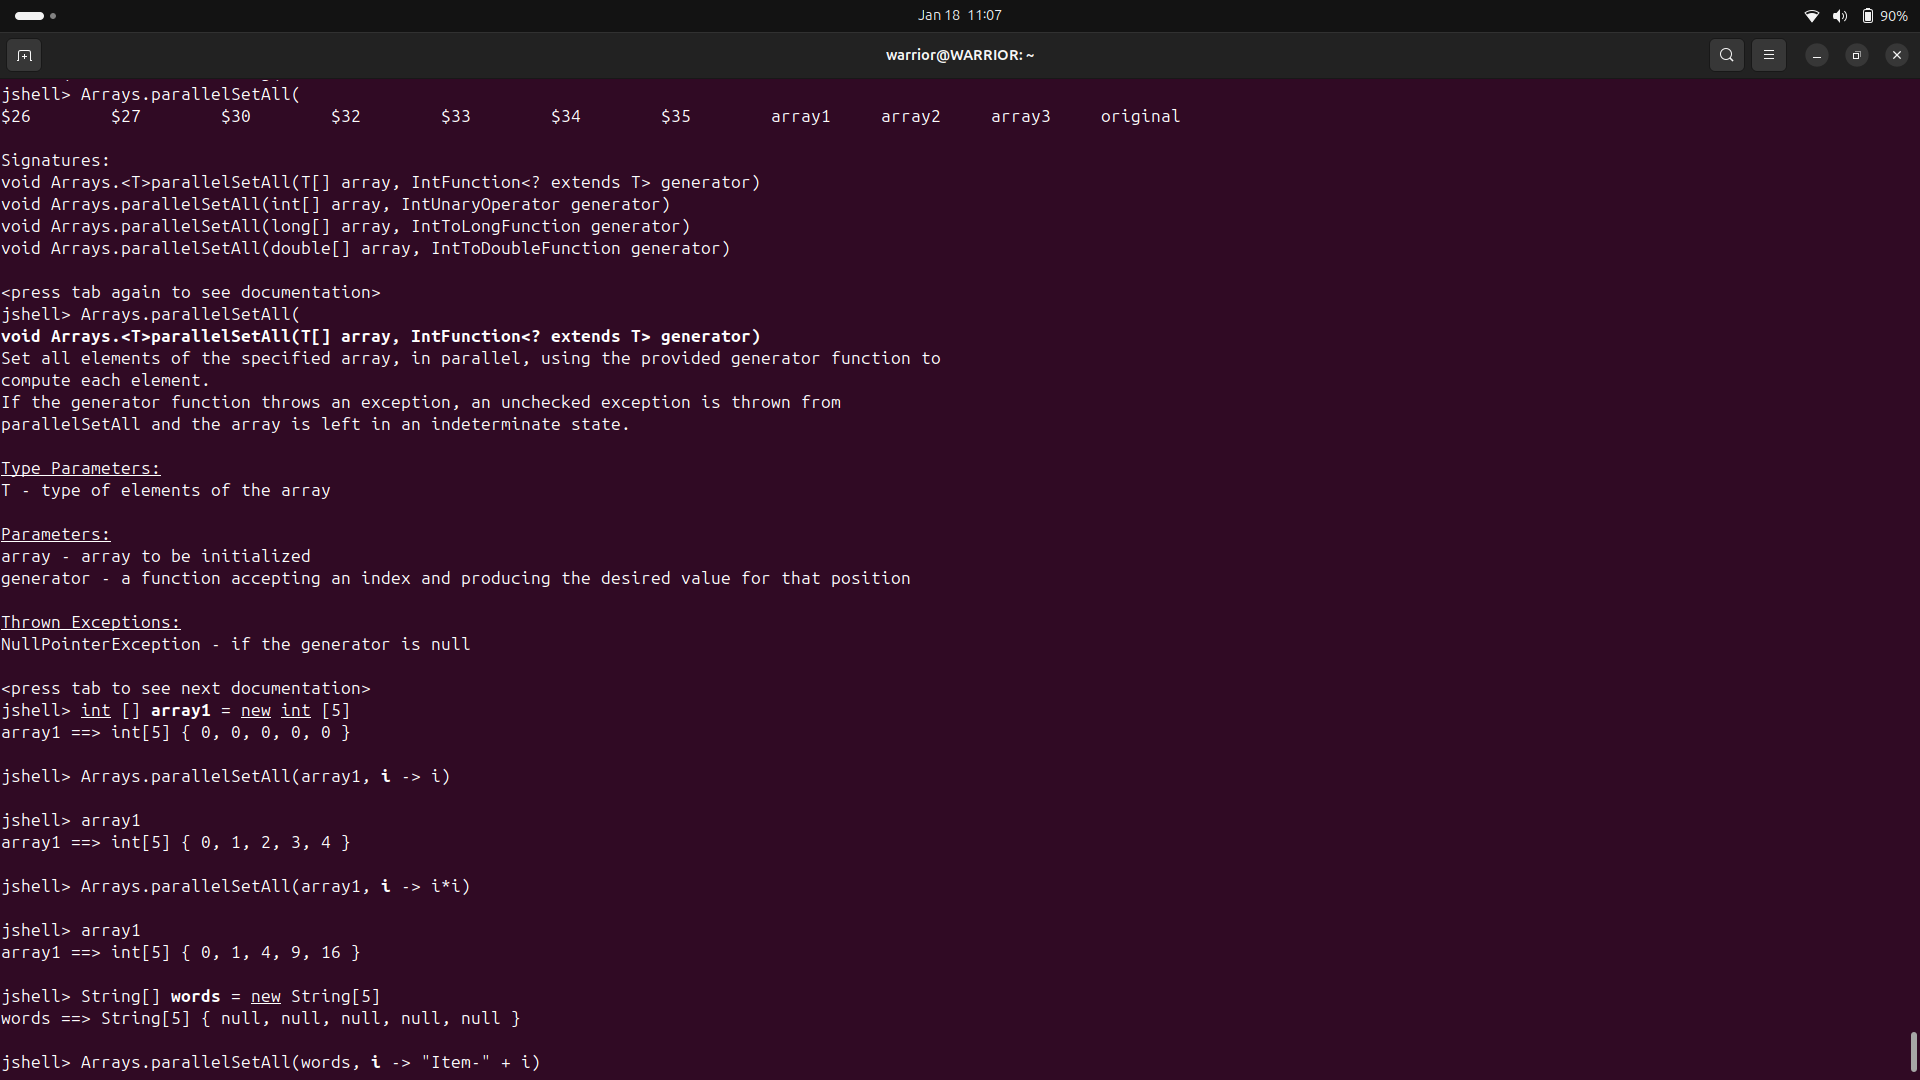 Jan 18 11:07
90%
warrior@WARRIOR: ~
jshell> Arrays.parallelSetAll(
$26 $27 $30 $32 $33 $34 $35 array1 array2 array3 original
Signatures:
void Arrays.<T>parallelSetAll(T[] array, IntFunction<? extends T> generator)
void Arrays.parallelSetAll(int[] array, IntUnaryOperator generator)
void Arrays.parallelSetAll(long[] array, IntToLongFunction generator)
void Arrays.parallelSetAll(double[] array, IntToDoubleFunction generator)
<press tab again to see documentation>
jshell> Arrays.parallelSetAll(
void Arrays.<T>parallelSetAll(T[] array, IntFunction<? extends T> generator)
Set all elements of the specified array, in parallel, using the provided generator function to
compute each element.
If the generator function throws an exception, an unchecked exception is thrown from
parallelSetAll and the array is left in an indeterminate state.
Type Parameters:
T - type of elements of the array
Parameters:
array - array to be initialized
generator - a function accepting an index and producing the desired value for that position
Thrown Exceptions:
NullPointerException - if the generator is null
<press tab to see next documentation>
jshell> int [] array1 = new int [5]
array1 ==> int[5] { 0, 0, 0, 0, 0 }
jshell> Arrays.parallelSetAll(array1, i -> i)
jshell> array1
array1 ==> int[5] { 0, 1, 2, 3, 4 }
jshell> Arrays.parallelSetAll(array1, i -> i*i)
jshell> array1
array1 ==> int[5] { 0, 1, 4, 9, 16 }
jshell> String[] words = new String[5]
words ==> String[5] { null, null, null, null, null }
jshell> Arrays.parallelSetAll(words, i -> "Item-" + i)